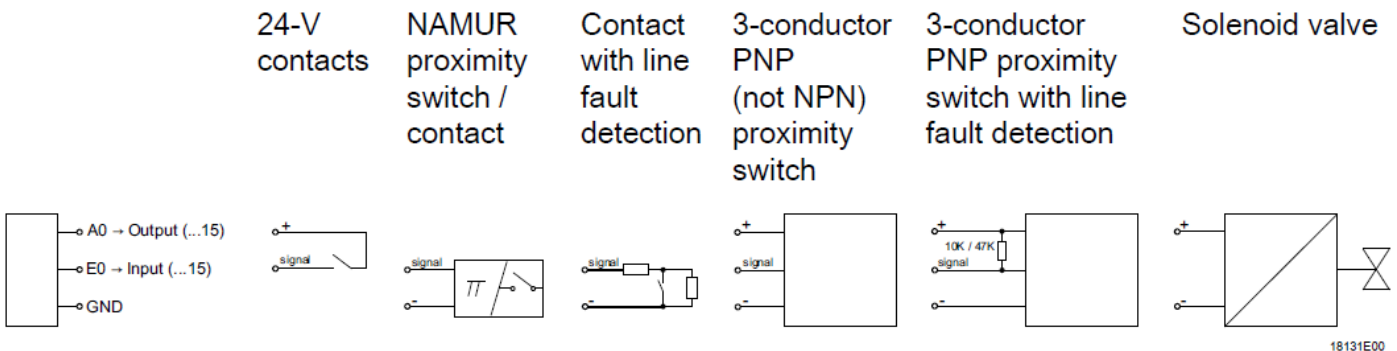 24-V
contacts
NAMUR
proximity
switch /
contact
Contact
with line
fault
detection
3-conductor
PNP
(not NPN)
proximity
switch
3-conductor
PNP proximity
switch with line
fault detection
Solenoid valve
A0 → Output (...15)
E0 → Input (...15)
GND
+
signal
signal
-
π
signal
-
+
signal
-
+
10K / 47K
signal
-
+
-
18131E00